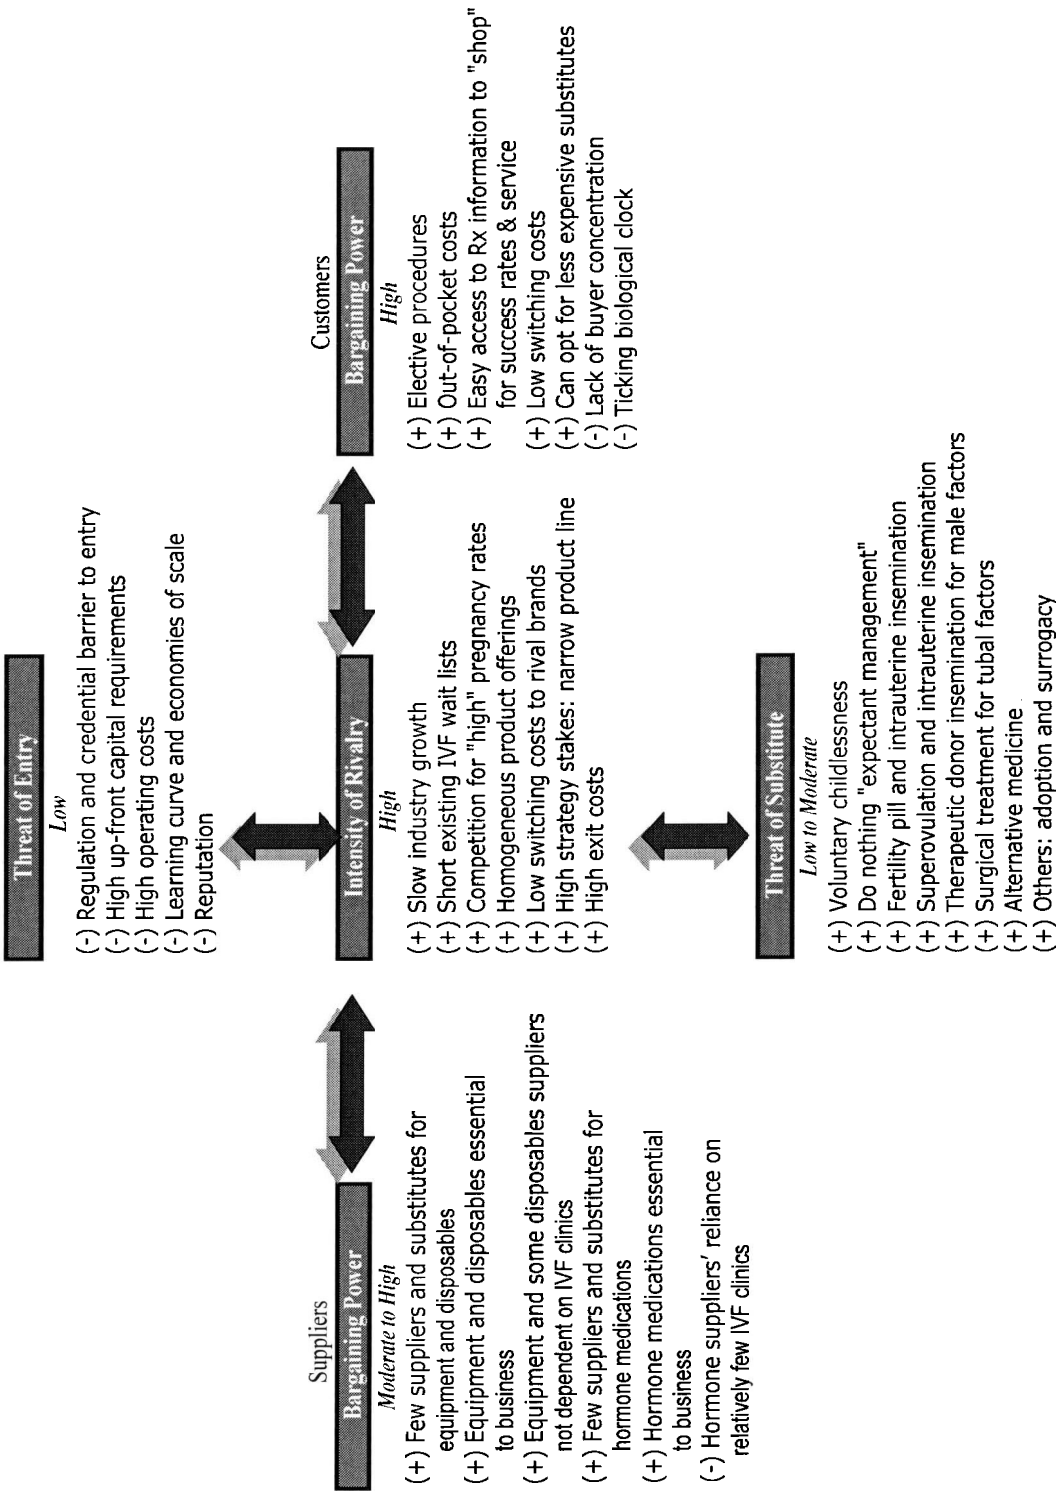 Threat of Entry
Low
(-) Regulation and credential barrier to entry
(-) High up-front capital requirements
(-) High operating costs
(-) Learning curve and economies of scale
(-) Reputation
Suppliers
Bargaining Power
Moderate to High
(+) Few suppliers and substitutes for
equipment and disposables
(+) Equipment and disposables essential
to business
(+) Equipment and some disposables suppliers
not dependent on IVF clinics
(+) Few suppliers and substitutes for
hormone medications
(+) Hormone medications essential
to business
(-) Hormone suppliers' reliance on
relatively few IVF clinics
Intensity of Rivalry
High
(+) Slow industry growth
(+) Short existing IVF wait lists
(+) Competition for "high" pregnancy rates
(+) Homogeneous product offerings
(+) Low switching costs to rival brands
(+) High strategy stakes: narrow product line
(+) High exit costs
Customers
Bargaining Power
High
(+) Elective procedures
(+) Out-of-pocket costs
(+) Easy access to Rx information to "shop"
for success rates & service
(+) Low switching costs
(+) Can opt for less expensive substitutes
(-) Lack of buyer concentration
(-) Ticking biological clock
Threat of Substitute
Low to Moderate
(+) Voluntary childlessness
(+) Do nothing "expectant management"
(+) Fertility pill and intrauterine insemination
(+) Superovulation and intrauterine insemination
(+) Therapeutic donor insemination for male factors
(+) Surgical treatment for tubal factors
(+) Alternative medicine
(+) Others: adoption and surrogacy